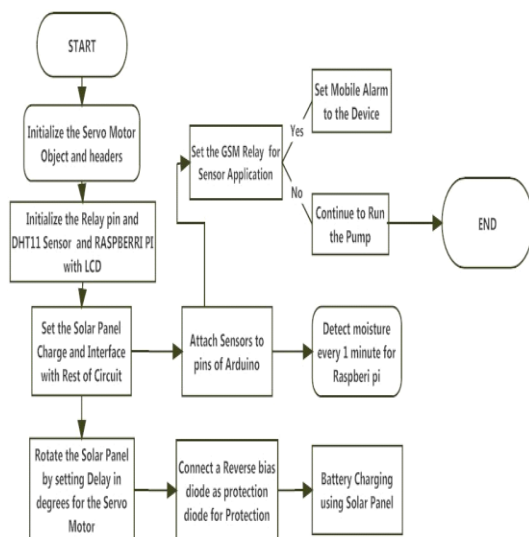 START
Initialize the Servo Motor
Object and headers
Initialize the Relay pin and
DHT11 Sensor and RASPBERRI PI
with LCD
Set the Solar Panel
Charge and Interface
with Rest of Circuit
Rotate the Solar Panel
by setting Delay in
degrees for the Servo
Motor
Set the GSM Relay for
Sensor Application
Yes
No
Set Mobile Alarm
to the Device
Continue to Run
the Pump
END
Attach Sensors to
pins of Arduino
Detect moisture
every 1 minute for
Raspberi pi
Connect a Reverse bias
diode as protection
diode for Protection
Battery Charging
using Solar Panel